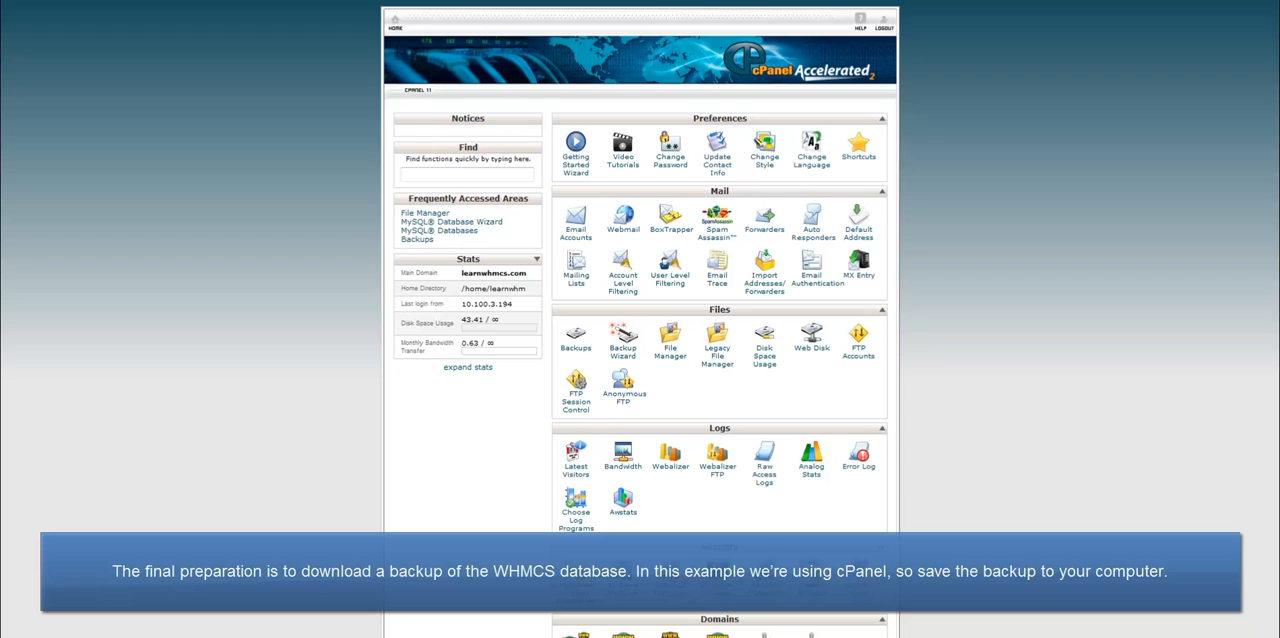 HOME
HELP
LOGOUT
cPanel Accelerated2
CPANEL 11
Notices
Find
Find functions quickly by typing here.
Frequently Accessed Areas
File Manager
MySQL® Database Wizard
MySQL® Databases
Backups
Stats
Main Domain learnwhmcs.com
Home Directory /home/learnwhm
Last login from 10.100.3.194
Disk Space Usage 43.41 / ∞
Monthly Bandwidth Transfer 0.63 / ∞
expand stats
Preferences
Getting Started Wizard
Video Tutorials
Change Password
Update Contact Info
Change Style
Change Language
Shortcuts
Mail
Email Accounts
Webmail
BoxTrapper
Spam Assassin™
Forwarders
Auto Responders
Default Address
Mailing Lists
Account Level Filtering
User Level Filtering
Email Trace
Import Addresses/ Forwarders
Email Authentication
MX Entry
Files
Backups
Backup Wizard
File Manager
Legacy File Manager
Disk Space Usage
Web Disk
FTP Accounts
FTP Session Control
Anonymous FTP
Logs
Latest Visitors
Bandwidth
Webalizer
Webalizer FTP
Raw Access Logs
Analog Stats
Error Log
Choose Log Programs
Awstats
The final preparation is to download a backup of the WHMCS database. In this example we're using cPanel, so save the backup to your computer.
Domains